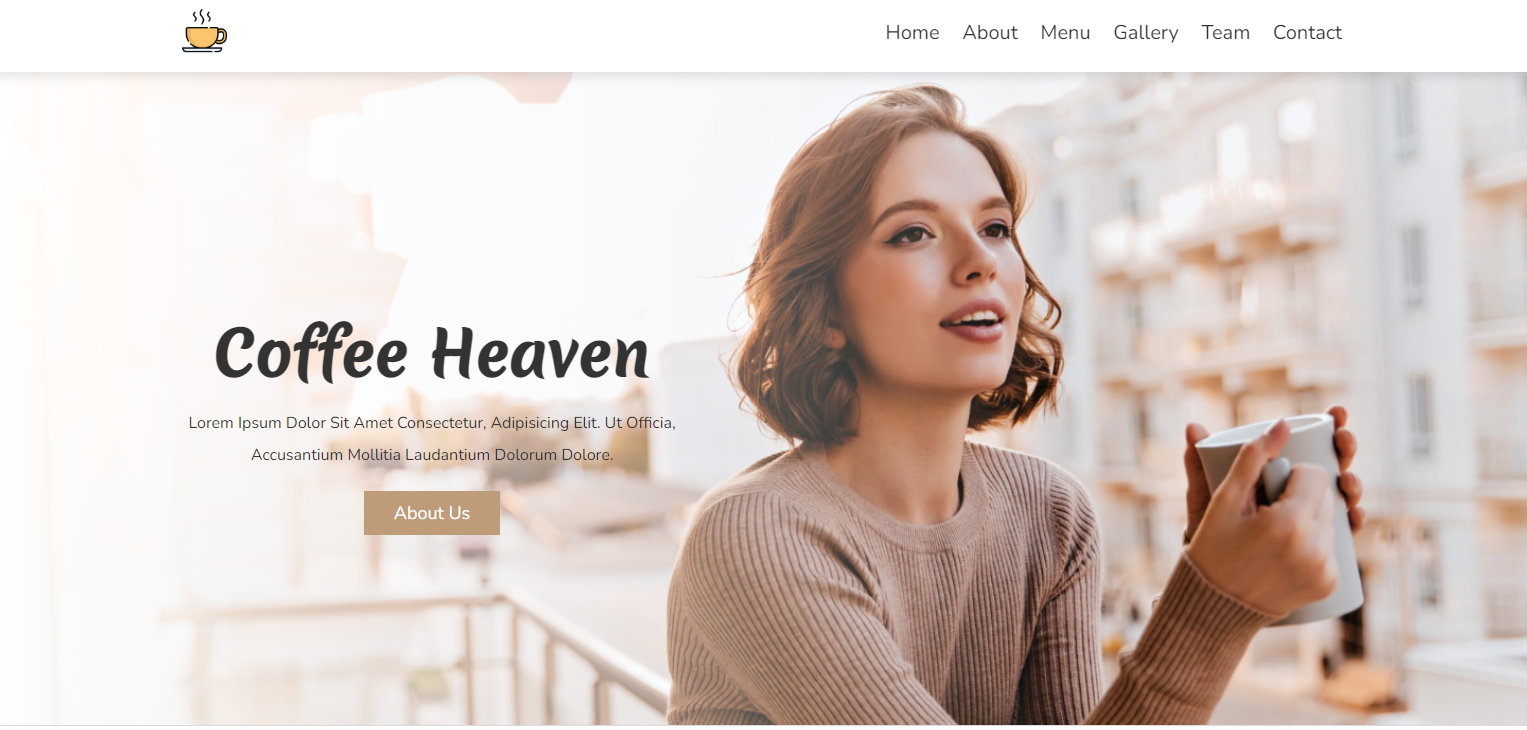 Home About Menu Gallery Team Contact
Coffee Heaven
Lorem Ipsum Dolor Sit Amet Consectetur, Adipisicing Elit. Ut Officia,
Accusantium Mollitia Laudantium Dolorum Dolore.
About Us